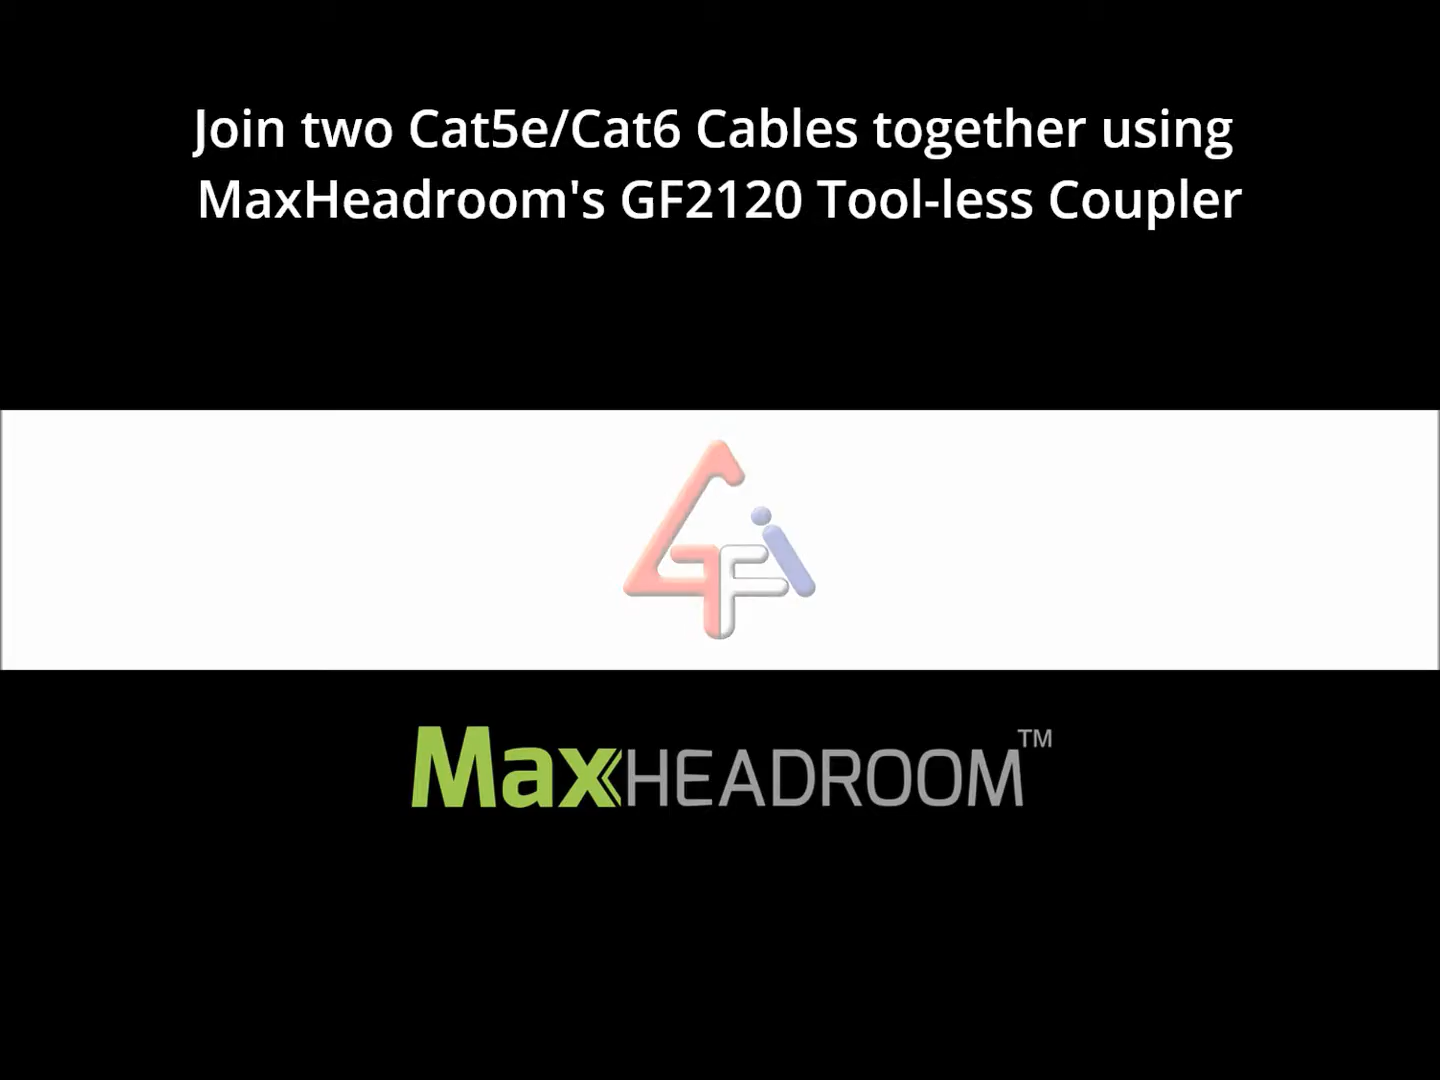 Join two Cat5e/Cat6 Cables together using
MaxHeadroom's GF2120 Tool-less Coupler
GFi
MaxHEADROOM™